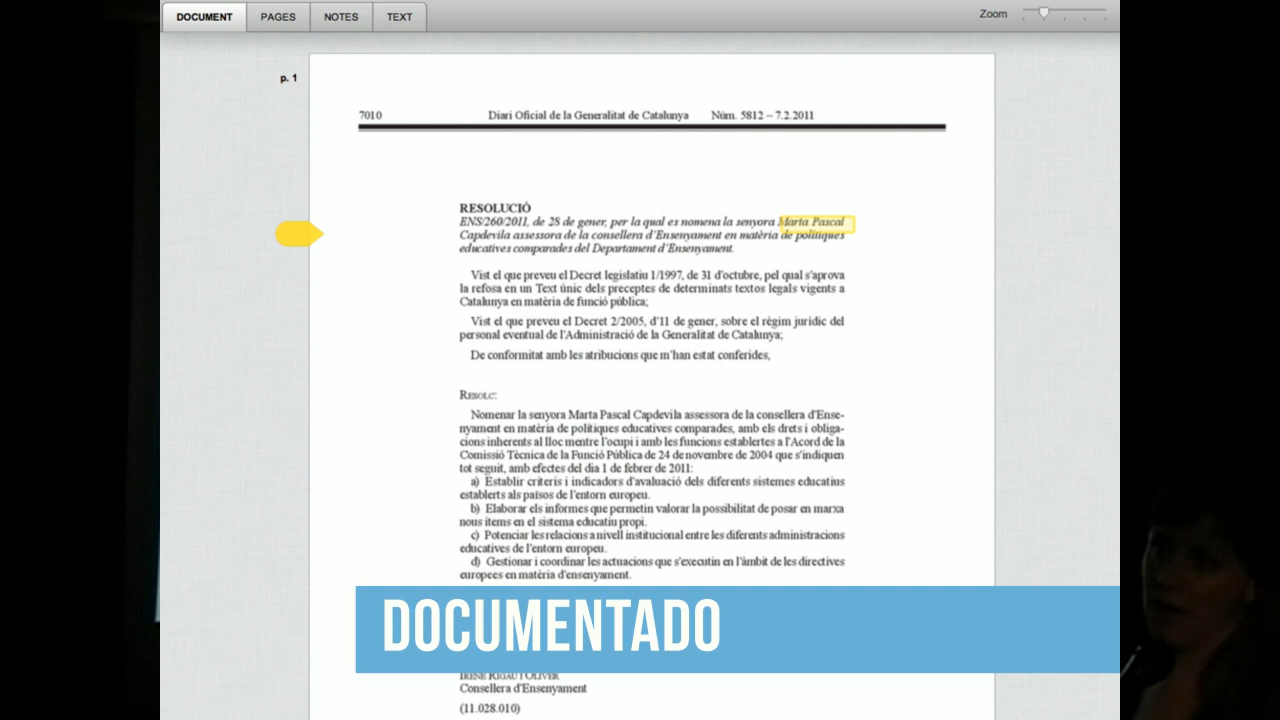 DOCUMENT PAGES NOTES TEXT Zoom
p. 1
7010 Diari Oficial de la Generalitat de Catalunya Núm. 5812 – 7.2.2011
RESOLUCIÓ
ENS/260/2011, de 28 de gener, per la qual es nomena la senyora Marta Pascal
Capdevila assessora de la consellera d'Ensenyament en matèria de polítiques
educatives comparades del Departament d'Ensenyament.
Vist el que preveu el Decret legislatiu 1/1997, de 31 d'octubre, pel qual s'aprova
la refosa en un Text únic dels preceptes de determinats textos legals vigents a
Catalunya en matèria de funció pública;
Vist el que preveu el Decret 2/2005, d'11 de gener, sobre el règim jurídic del
personal eventual de l'Administració de la Generalitat de Catalunya;
De conformitat amb les atribucions que m'han estat conferides,
RESOLC:
Nomenar la senyora Marta Pascal Capdevila assessora de la consellera d'Ense-
nyament en matèria de polítiques educatives comparades, amb els drets i obliga-
cions inherents al lloc mentre l'ocupi i amb les funcions establertes a l'Acord de la
Comissió Tècnica de la Funció Pública de 24 de novembre de 2004 que s'indiquen
tot seguit, amb efectes del dia 1 de febrer de 2011:
a) Establir criteris i indicadors d'avaluació dels diferents sistemes educatius
establerts als països de l'entorn europeu.
b) Elaborar els informes que permetin valorar la possibilitat de posar en marxa
nous ítems en el sistema educatiu propi.
c) Potenciar les relacions a nivell institucional entre les diferents administracions
educatives de l'entorn europeu.
d) Gestionar i coordinar les actuacions que s'executin en l'àmbit de les directives
europees en matèria d'ensenyament.
DOCUMENTADO
IRENE RIGAU I OLIVER
Consellera d'Ensenyament
(11.028.010)